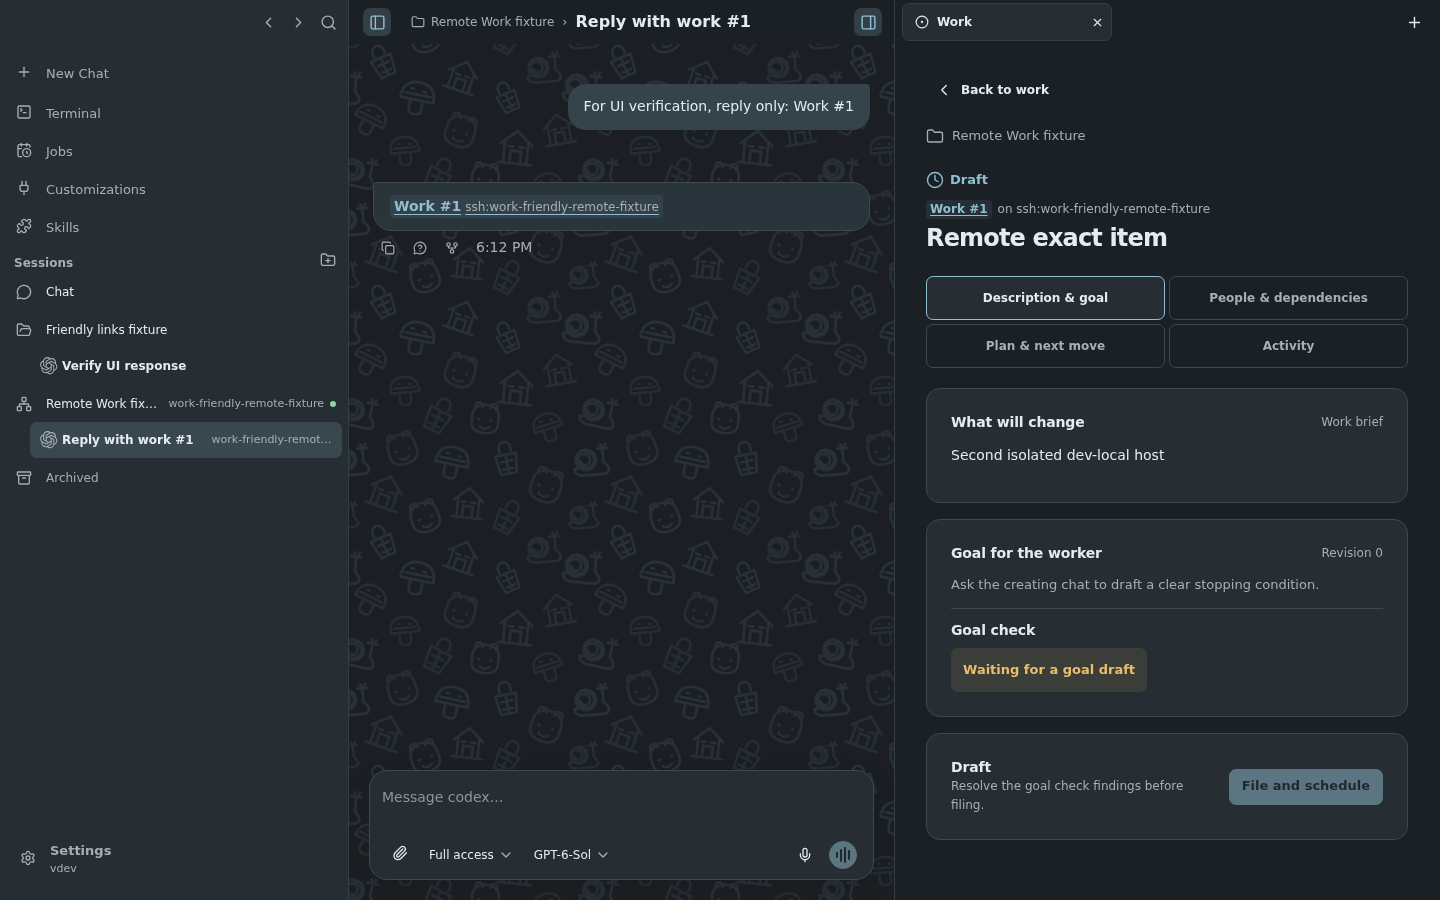 New Chat
Terminal
Jobs
Customizations
Skills
Sessions
Chat
Friendly links fixture
Verify UI response
Remote Work fix... work-friendly-remote-fixture
Reply with work #1 work-friendly-remot...
Archived
Settings
vdev
Remote Work fixture › Reply with work #1
For UI verification, reply only: Work #1
Work #1 ssh:work-friendly-remote-fixture
6:12 PM
Message codex...
Full access GPT-6-Sol
Work
Back to work
Remote Work fixture
Draft
Work #1 on ssh:work-friendly-remote-fixture
Remote exact item
Description & goal People & dependencies
Plan & next move Activity
What will change Work brief
Second isolated dev-local host
Goal for the worker Revision 0
Ask the creating chat to draft a clear stopping condition.
Goal check
Waiting for a goal draft
Draft
Resolve the goal check findings before
filing.
File and schedule